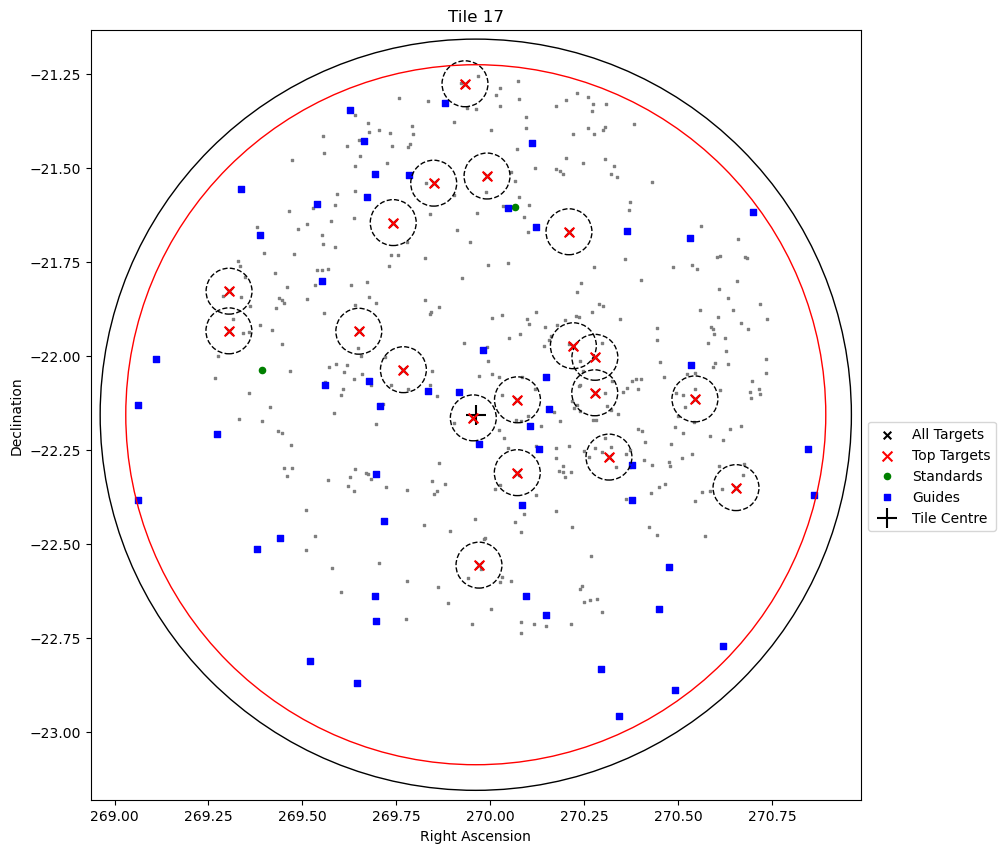 Tile 17
−21.25
−21.50
−21.75
−22.00
−22.25
−22.50
−22.75
−23.00
Declination
269.00
269.25
269.50
269.75
270.00
270.25
270.50
270.75
Right Ascension
All Targets
Top Targets
Standards
Guides
Tile Centre